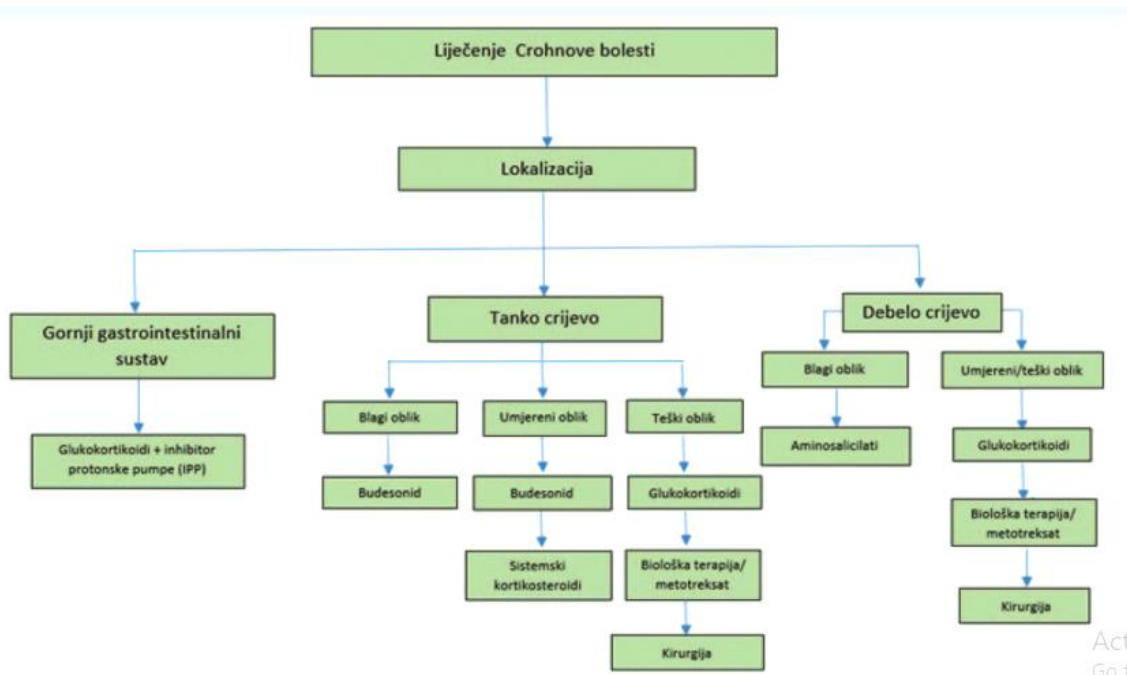 Liječenje Crohnove bolesti
Lokalizacija
Gornji gastrointestinalni
sustav
Glukokortikoidi + inhibitor
protonske pumpe (IPP)
Tanko crijevo
Blagi oblik
Budesonid
Umjereni oblik
Budesonid
Sistemski
kortikosteroidi
Teški oblik
Glukokortikoidi
Biološka terapija/
metotreksat
Kirurgija
Debelo crijevo
Blagi oblik
Aminosalicilati
Umjereni/teški oblik
Glukokortikoidi
Biološka terapija/
metotreksat
Kirurgija
Act